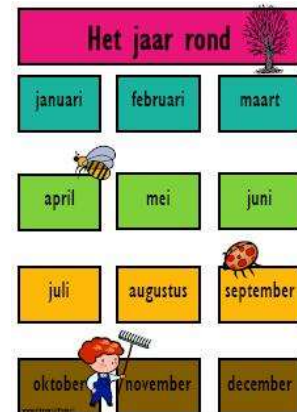 Het jaar rond
januari februari maart
april mei juni
juli augustus september
oktober november december